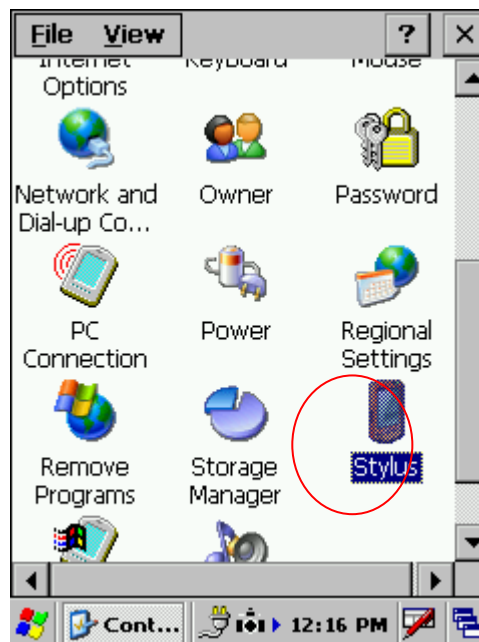 File View ? ×
Internet Keyboard Mouse
Options
Network and Owner Password
Dial-up Co...
PC Power Regional
Connection Settings
Remove Storage Stylus
Programs Manager
Cont... 12:16 PM